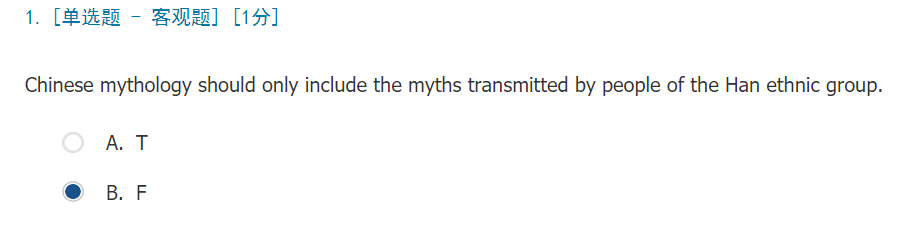 1. [单选题 - 客观题] [1分]
Chinese mythology should only include the myths transmitted by people of the Han ethnic group.
A. T
B. F